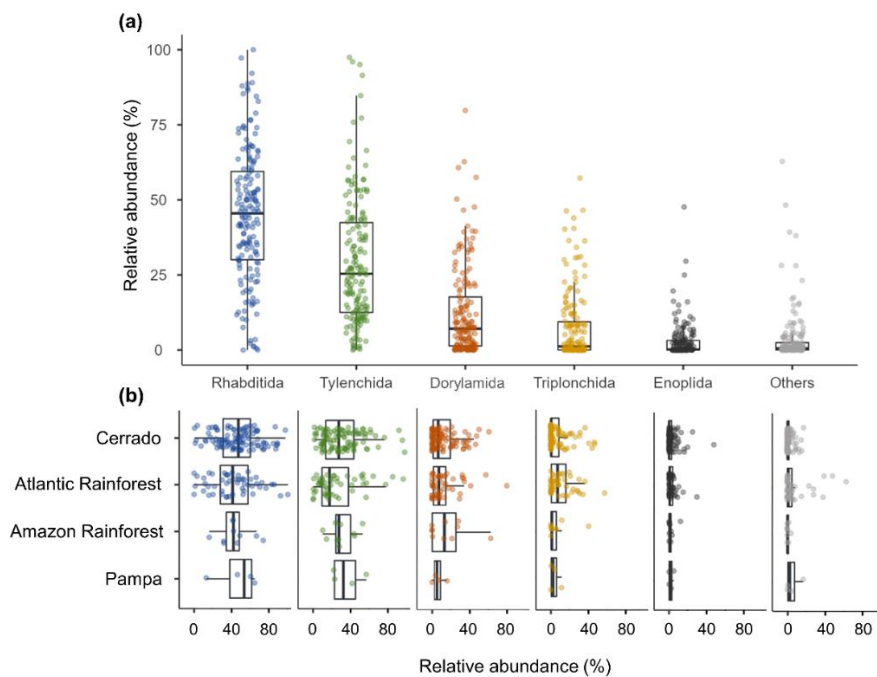 (a)
Relative abundance (%)
100
75
50
25
0
Rhabditida Tylenchida Dorylamida Triplonchida Enoplida Others
(b)
Cerrado
Atlantic Rainforest
Amazon Rainforest
Pampa
0 40 80 0 40 80 0 40 80 0 40 80 0 40 80 0 40 80
Relative abundance (%)